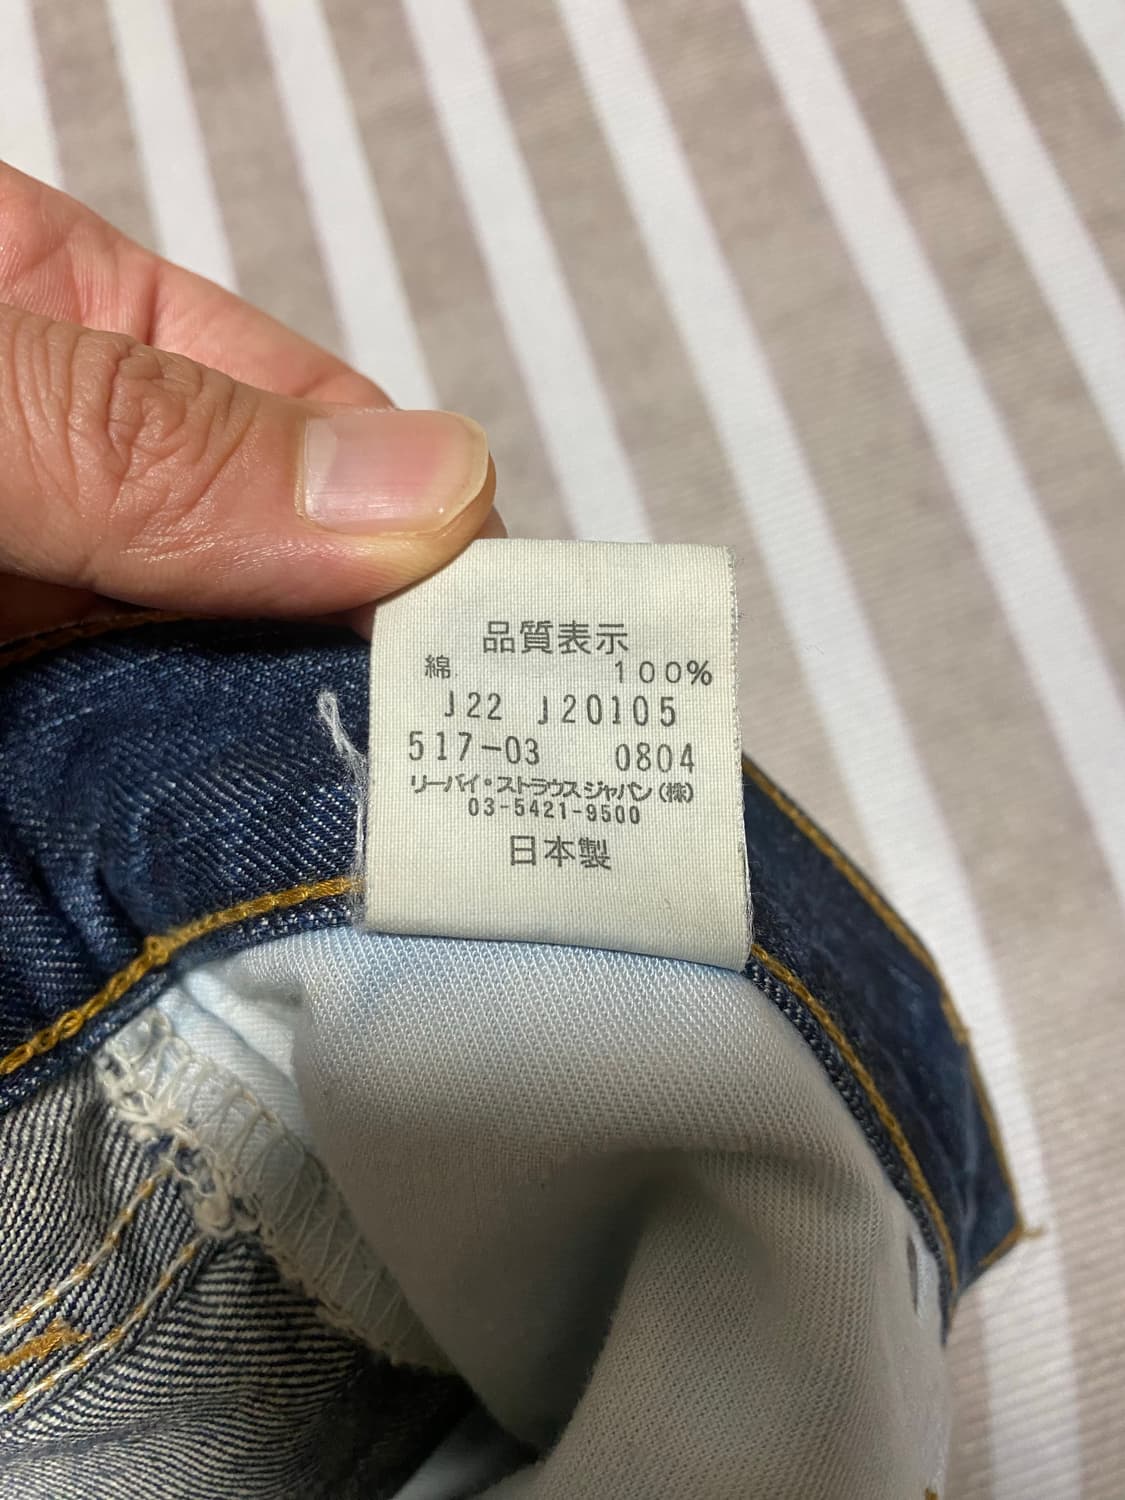 品質表示
綿 100%
J22 J20105
517-03 0804
リーバイ・ストラウスジャパン(株)
03-5421-9500
日本製